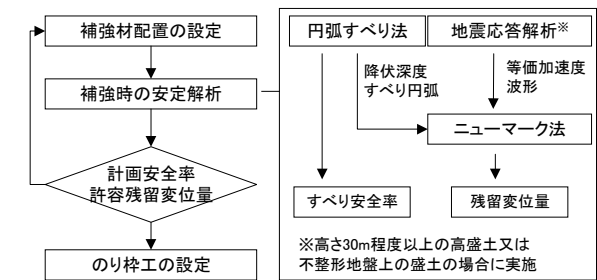 補強材配置の設定
補強時の安定解析
計画安全率
許容残留変位量
のり枠工の設定
円弧すべり法
地震応答解析※
降伏深度
すべり円弧
等価加速度
波形
ニューマーク法
すべり安全率
残留変位量
※高さ30m程度以上の高盛土又は
不整形地盤上の盛土の場合に実施